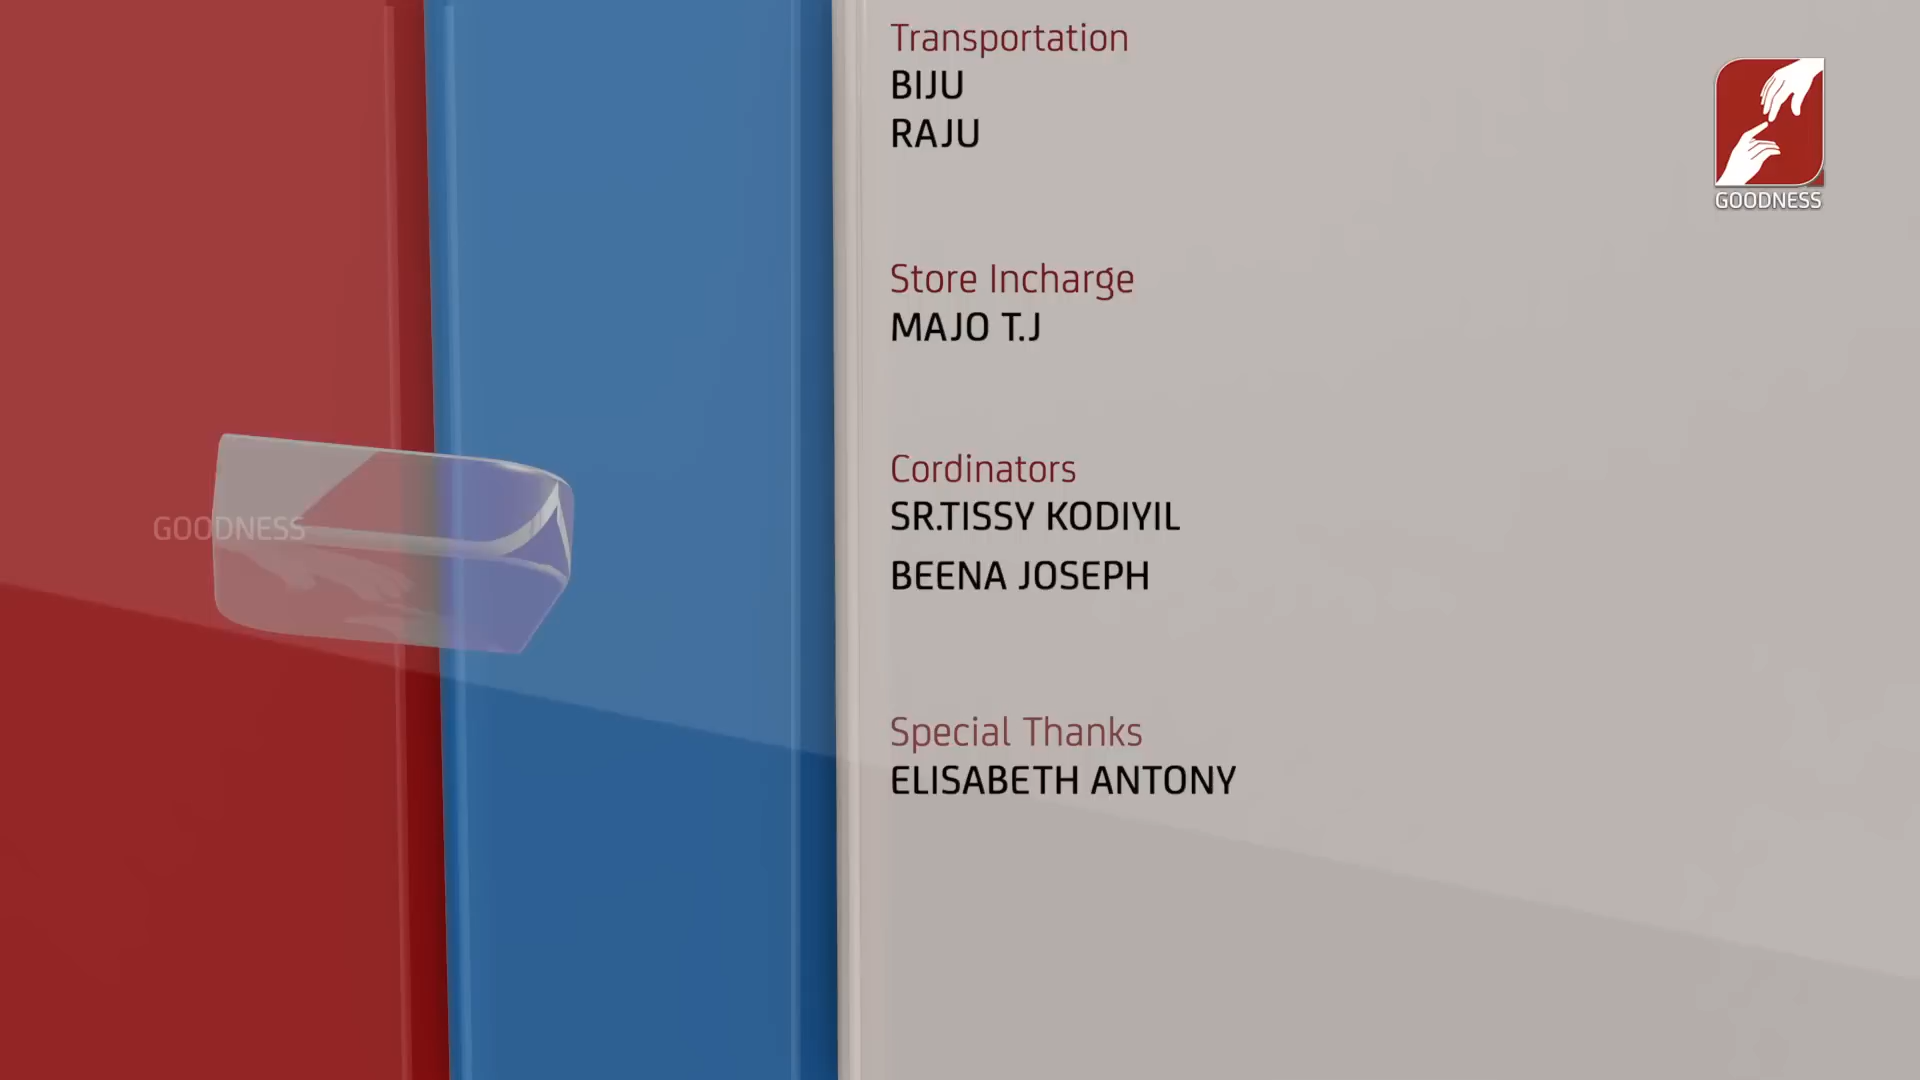 Transportation
BIJU
RAJU
GOODNESS
Store Incharge
MAJO T.J
Cordinators
SR.TISSY KODIYIL
GOODNESS
BEENA JOSEPH
Special Thanks
ELISABETH ANTONY